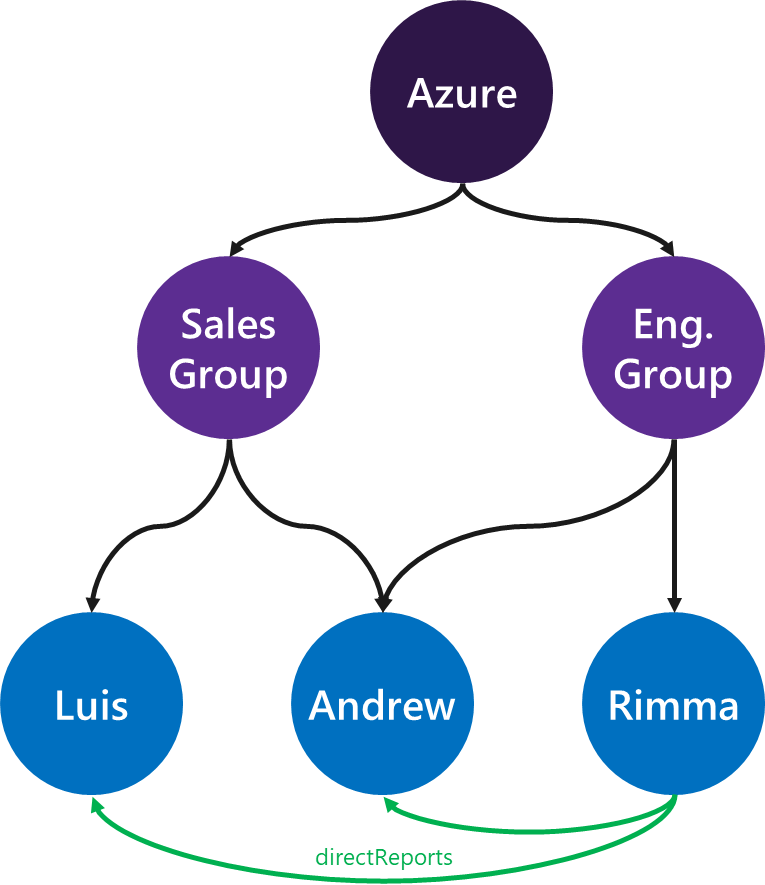 Azure
Sales
Group
Eng.
Group
Luis
Andrew
Rimma
directReports